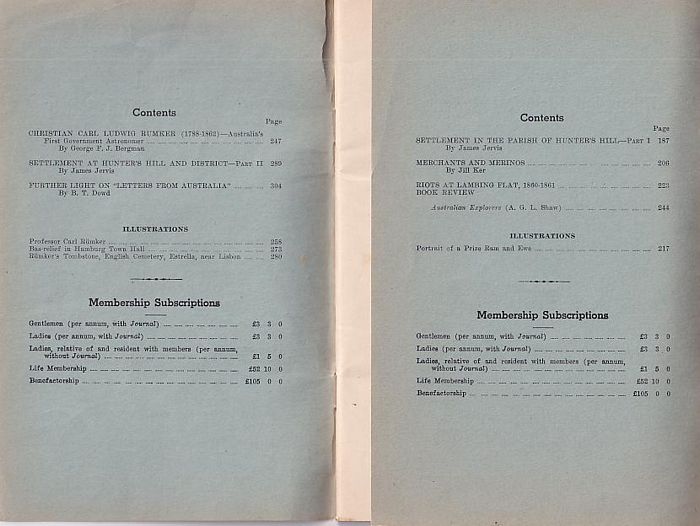 Contents
Page
CHRISTIAN CARL LUDWIG RUMKER (1788-1862)—Australia's
First Government Astronomer 247
By George F. J. Bergman
SETTLEMENT AT HUNTER'S HILL AND DISTRICT—PART II 289
By James Jervis
FURTHER LIGHT ON "LETTERS FROM AUSTRALIA" 304
By B. T. Dowd
ILLUSTRATIONS
Professor Carl Rümker 258
Bas-relief in Hamburg Town Hall 273
Rümker's Tombstone, English Cemetery, Estrella, near Lisbon 280
Membership Subscriptions
Gentlemen (per annum, with Journal) £3 3 0
Ladies (per annum, with Journal) £3 3 0
Ladies, relative of and resident with members (per annum,
without Journal) £1 5 0
Life Membership £52 10 0
Benefactorship £105 0 0
Contents
Page
SETTLEMENT IN THE PARISH OF HUNTER'S HILL—PART I 187
By James Jervis
MERCHANTS AND MERINOS 206
By Jill Ker
RIOTS AT LAMBING FLAT, 1860-1861 223
BOOK REVIEW
Australian Explorers (A. G. L. Shaw) 244
ILLUSTRATIONS
Portrait of a Prize Ram and Ewe 217
Membership Subscriptions
Gentlemen (per annum, with Journal) £3 3 0
Ladies (per annum, with Journal) £3 3 0
Ladies, relative of and resident with members (per annum,
without Journal) £1 5 0
Life Membership £52 10 0
Benefactorship £105 0 0